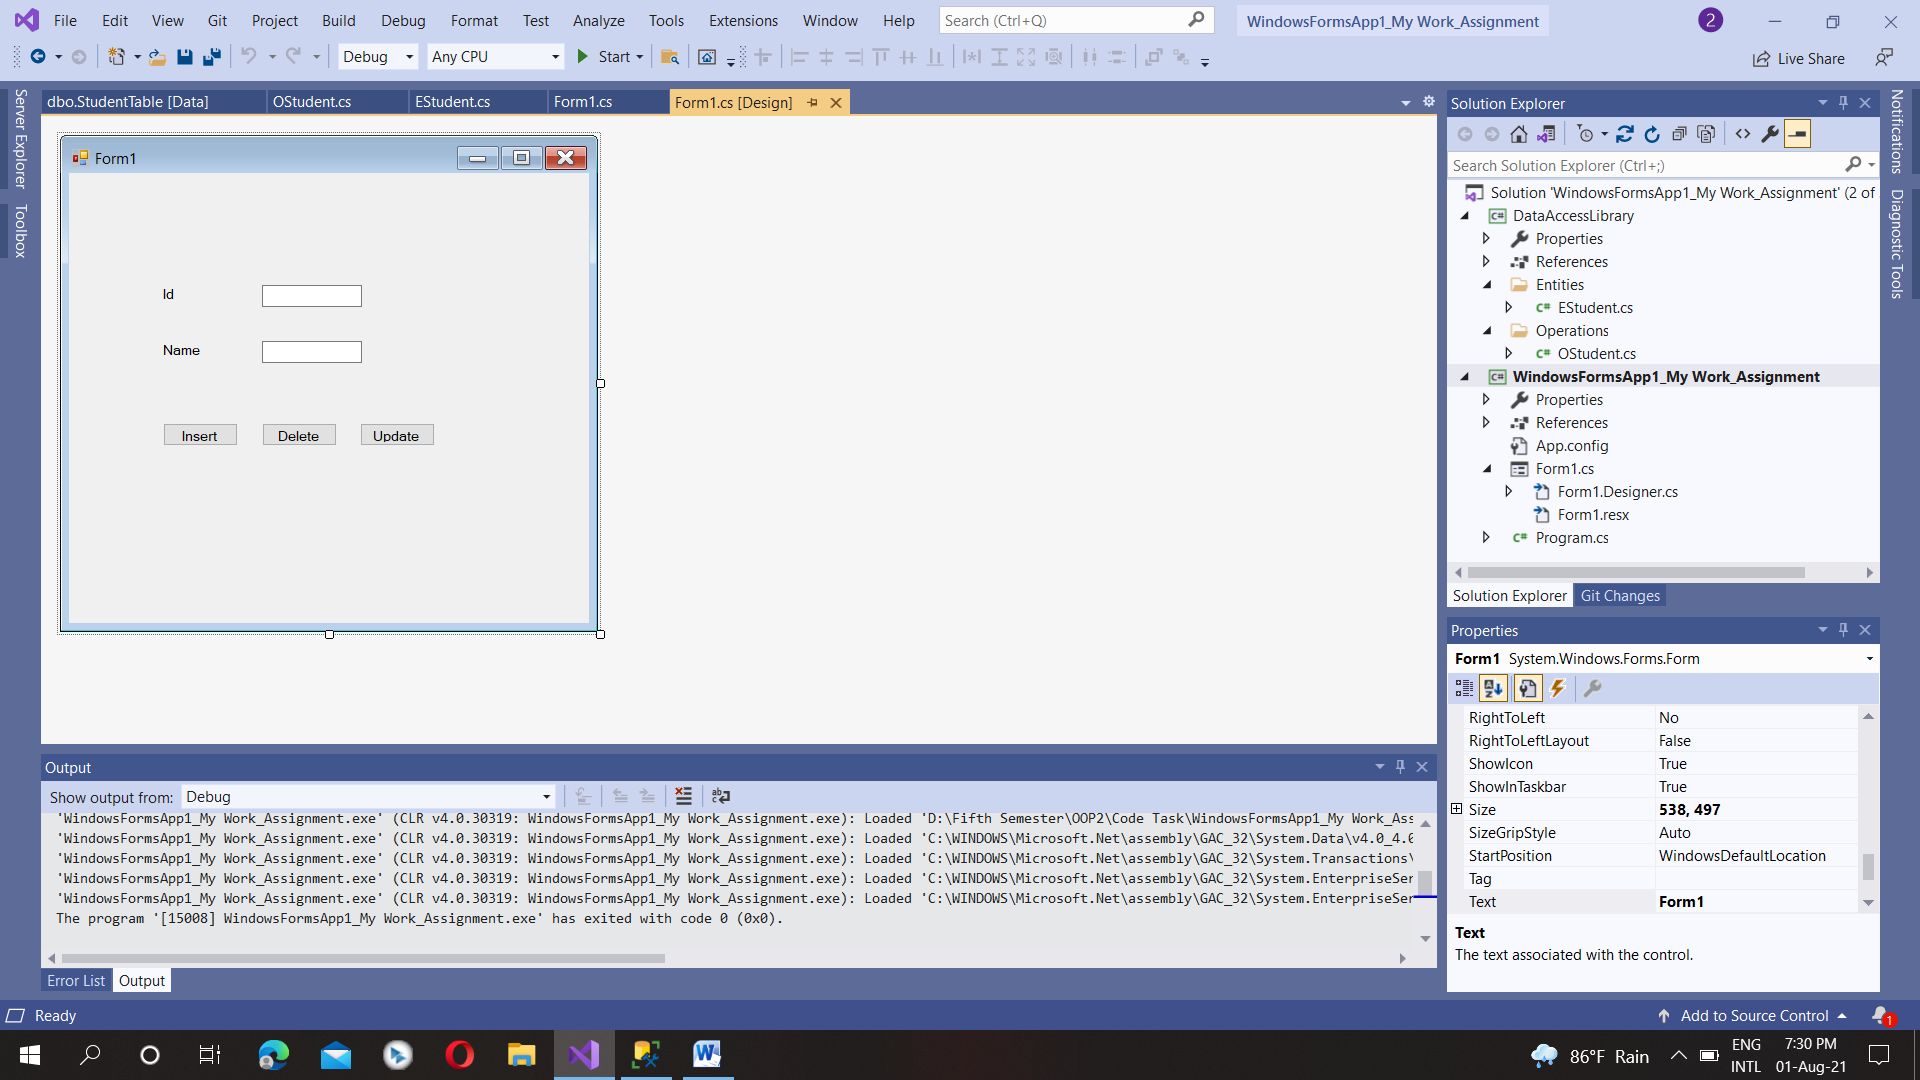 File Edit View Git Project Build Debug Format Test Analyze Tools Extensions Window Help Search (Ctrl+Q) WindowsFormsApp1_My Work_Assignment 2
Debug Any CPU Start Live Share
Server Explorer
Toolbox
dbo.StudentTable [Data] OStudent.cs EStudent.cs Form1.cs Form1.cs [Design]
Form1
Id
Name
Insert Delete Update
Output
Show output from: Debug
'WindowsFormsApp1_My Work_Assignment.exe' (CLR v4.0.30319: WindowsFormsApp1_My Work_Assignment.exe): Loaded 'D:\Fifth Semester\OOP2\Code Task\WindowsFormsApp1_My Work_Ass
'WindowsFormsApp1_My Work_Assignment.exe' (CLR v4.0.30319: WindowsFormsApp1_My Work_Assignment.exe): Loaded 'C:\WINDOWS\Microsoft.Net\assembly\GAC_32\System.Data\v4.0_4.0
'WindowsFormsApp1_My Work_Assignment.exe' (CLR v4.0.30319: WindowsFormsApp1_My Work_Assignment.exe): Loaded 'C:\WINDOWS\Microsoft.Net\assembly\GAC_32\System.Transactions\
'WindowsFormsApp1_My Work_Assignment.exe' (CLR v4.0.30319: WindowsFormsApp1_My Work_Assignment.exe): Loaded 'C:\WINDOWS\Microsoft.Net\assembly\GAC_32\System.EnterpriseSer
'WindowsFormsApp1_My Work_Assignment.exe' (CLR v4.0.30319: WindowsFormsApp1_My Work_Assignment.exe): Loaded 'C:\WINDOWS\Microsoft.Net\assembly\GAC_32\System.EnterpriseSer
The program '[15008] WindowsFormsApp1_My Work_Assignment.exe' has exited with code 0 (0x0).
Error List Output
Solution Explorer
Search Solution Explorer (Ctrl+;)
Solution 'WindowsFormsApp1_My Work_Assignment' (2 of
C# DataAccessLibrary
Properties
References
Entities
C# EStudent.cs
Operations
C# OStudent.cs
C# WindowsFormsApp1_My Work_Assignment
Properties
References
App.config
Form1.cs
Form1.Designer.cs
Form1.resx
C# Program.cs
Solution Explorer Git Changes
Properties
Form1 System.Windows.Forms.Form
RightToLeft No
RightToLeftLayout False
ShowIcon True
ShowInTaskbar True
Size 538, 497
SizeGripStyle Auto
StartPosition WindowsDefaultLocation
Tag
Text Form1
Text
The text associated with the control.
Notifications
Diagnostic Tools
Ready Add to Source Control 1
86°F Rain ENG INTL 7:30 PM 01-Aug-21